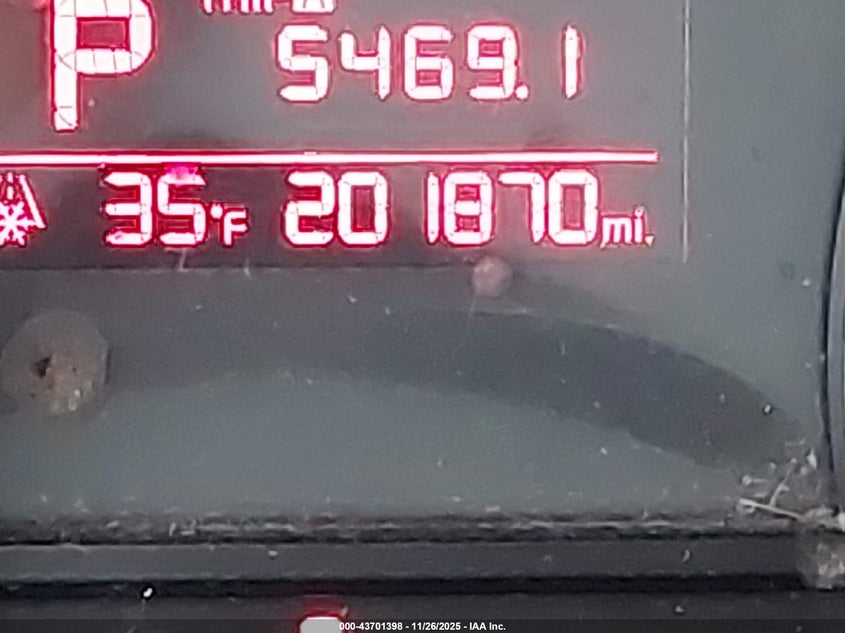 P
5469.1
35°F 201870 mi.
000-43701398 - 11/26/2025 - IAA Inc.